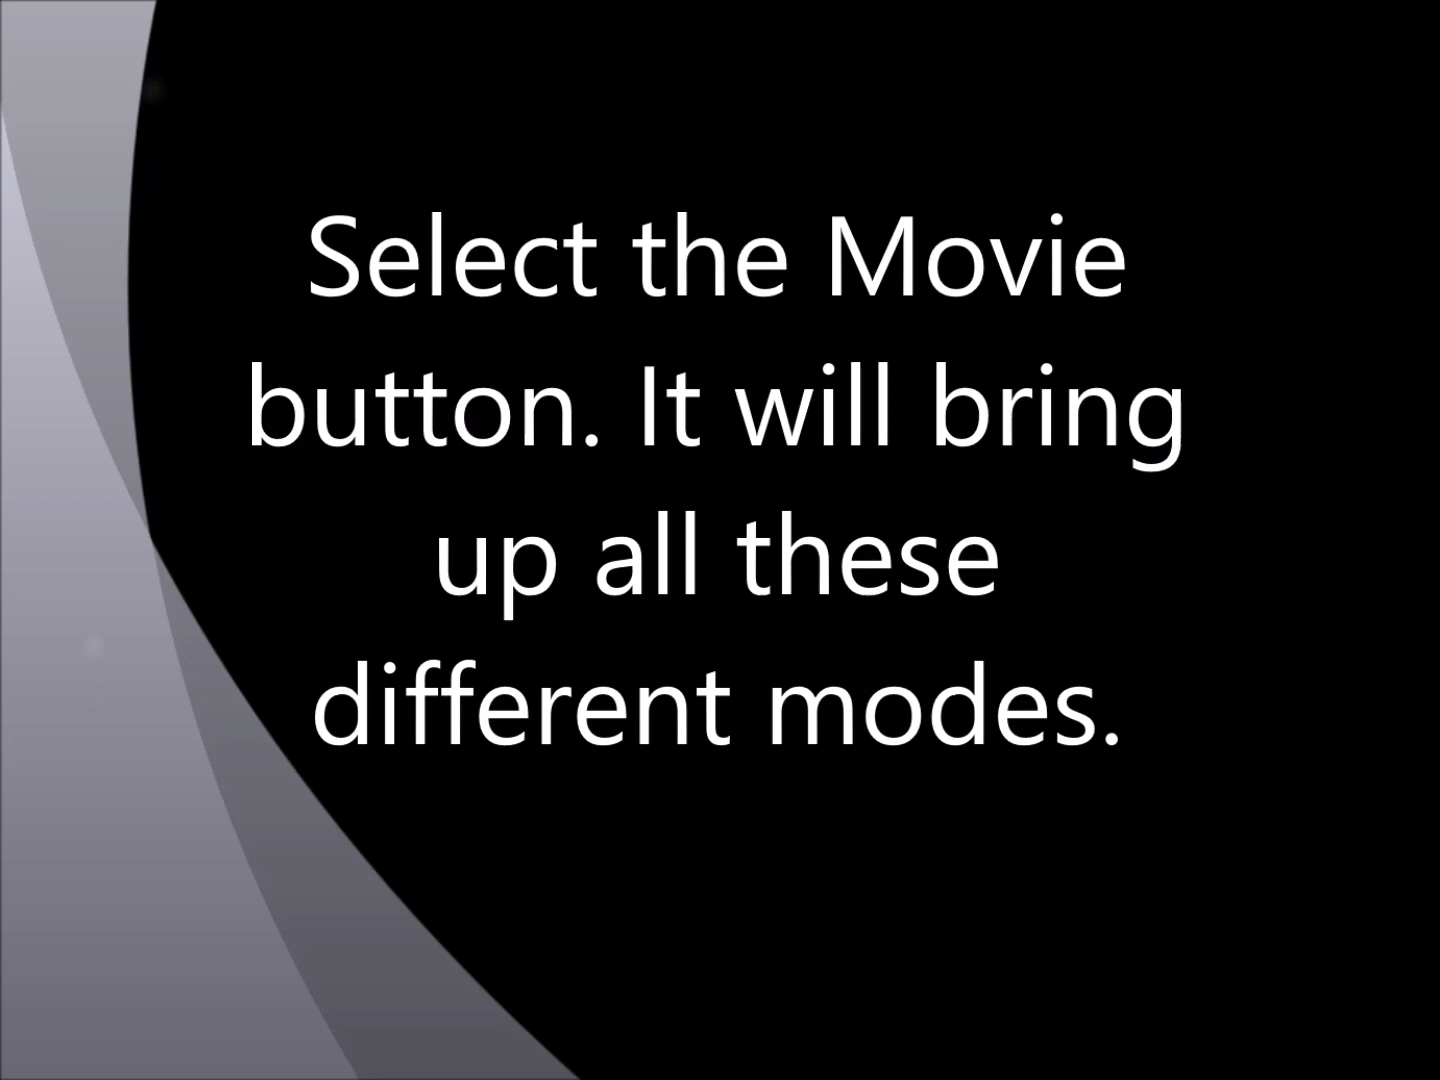 Select the Movie
button. It will bring
up all these
different modes.